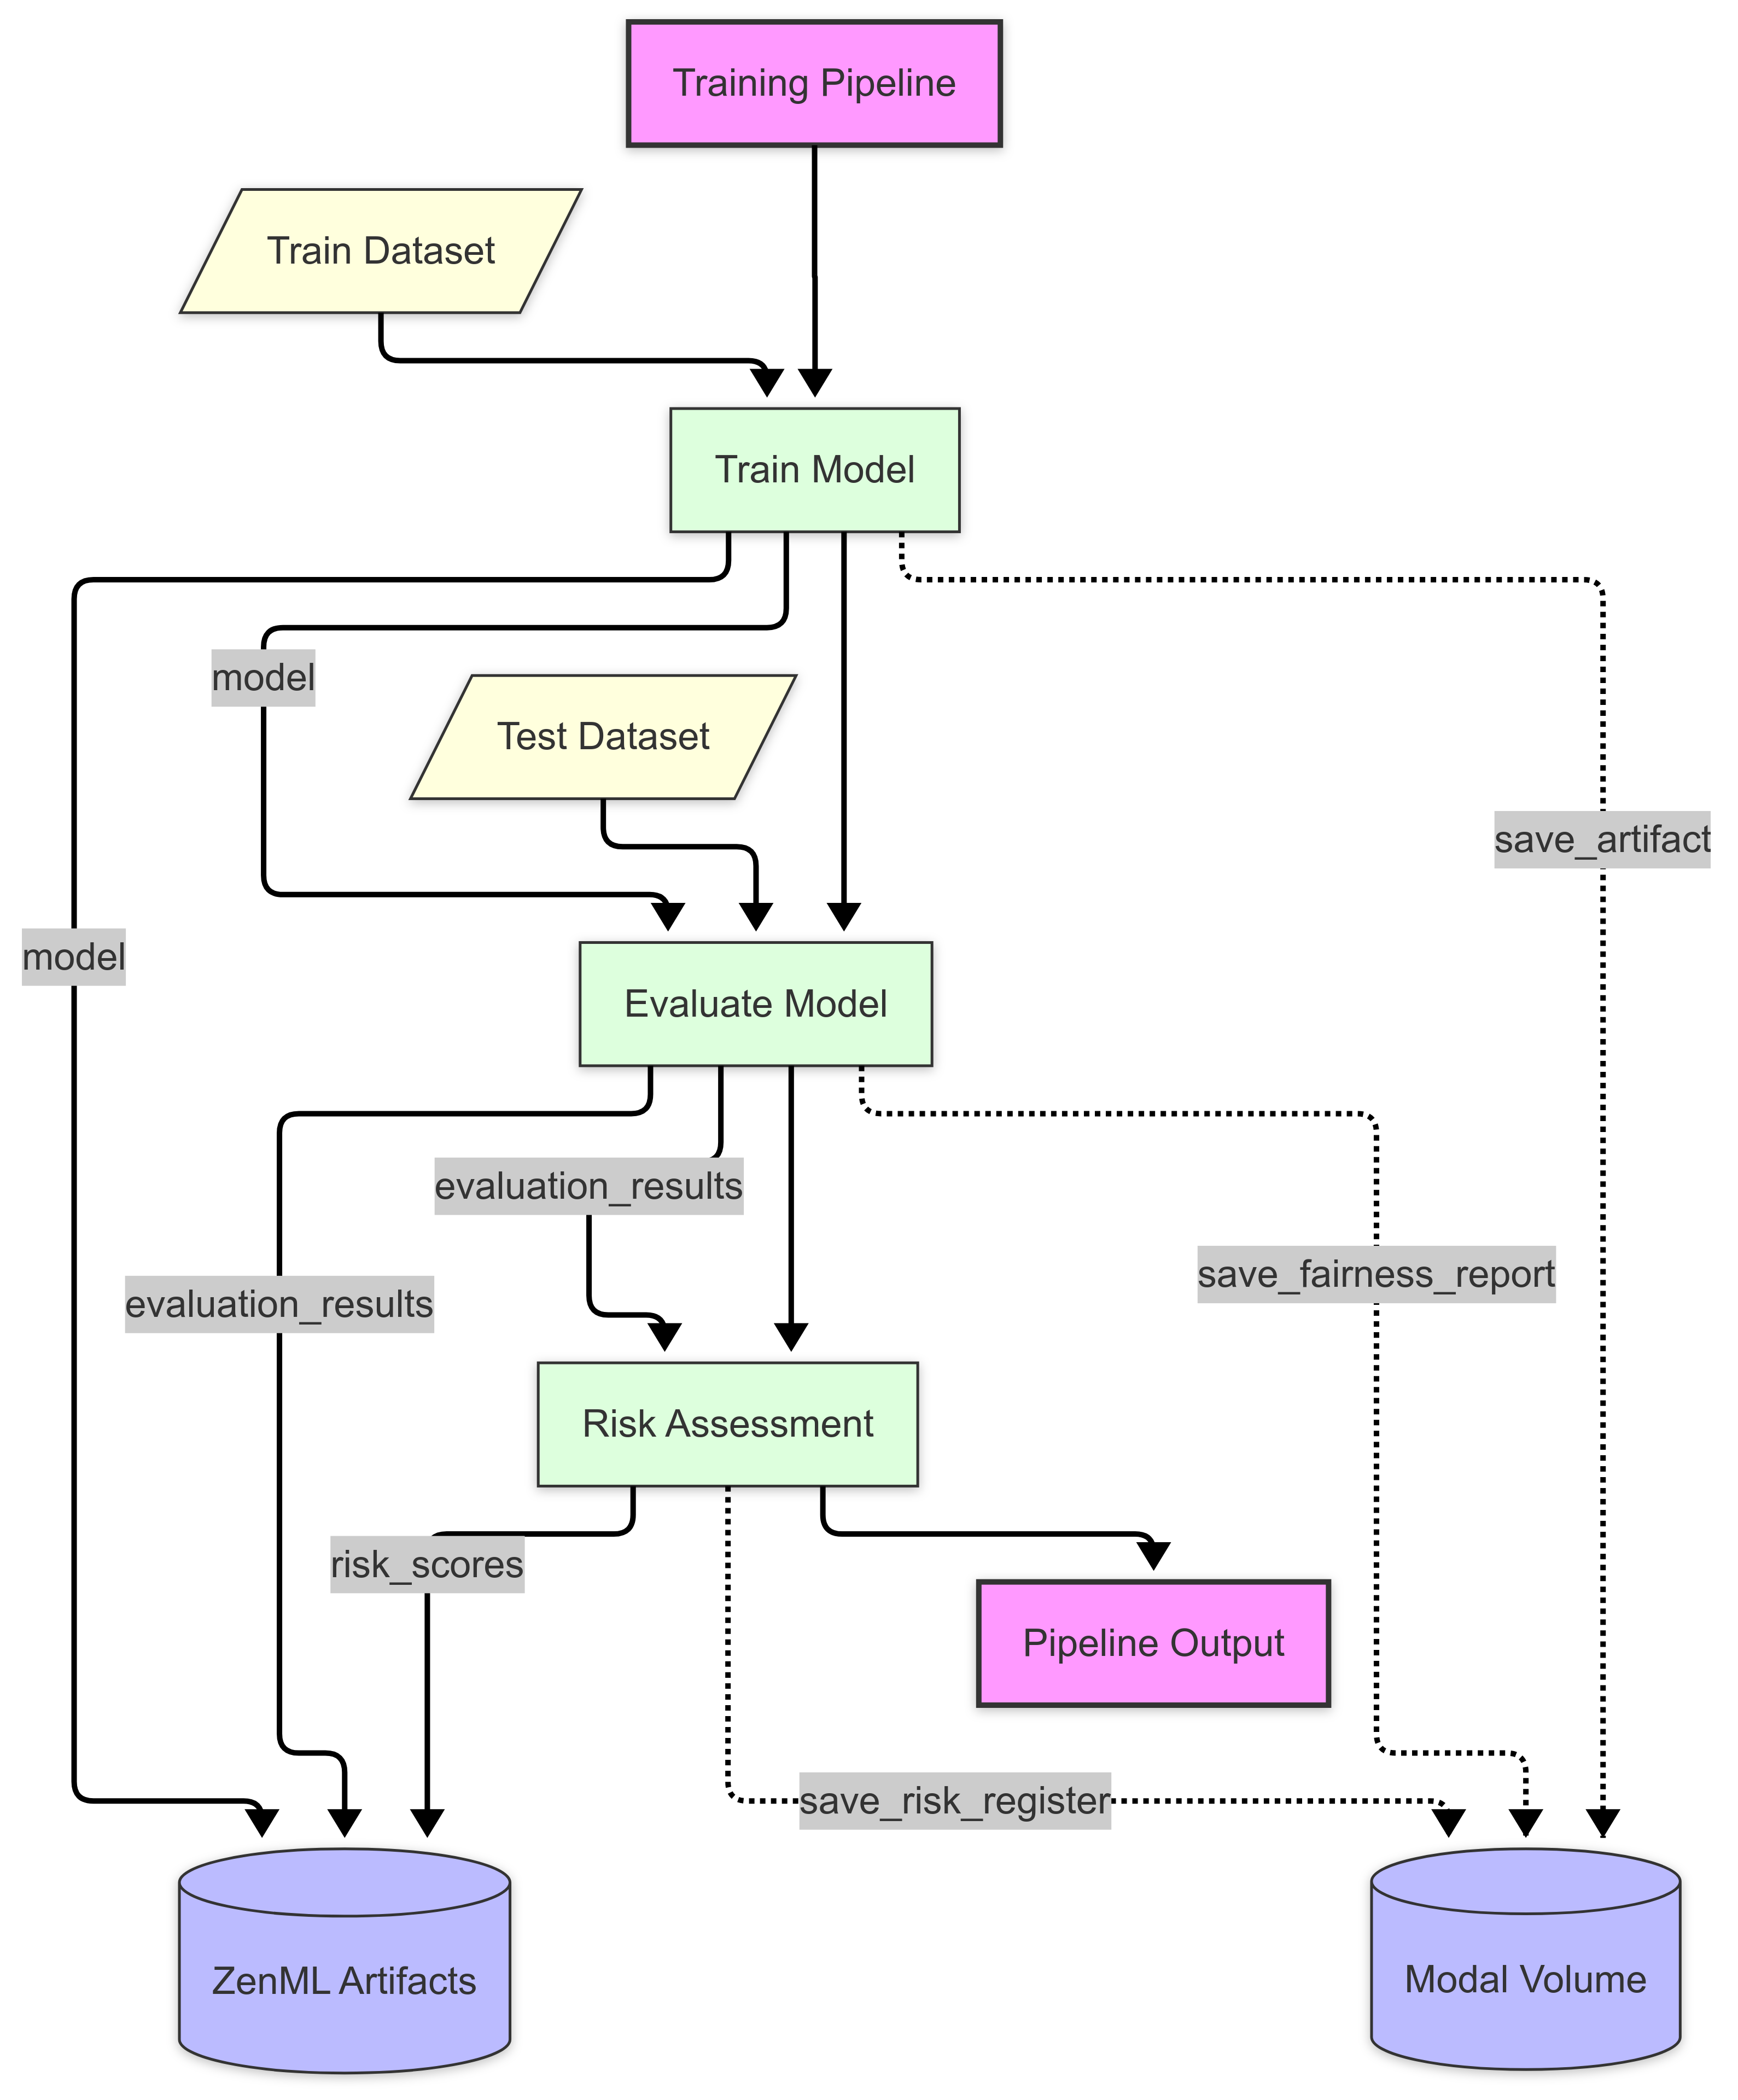 Training Pipeline
Train Dataset
Train Model
model
Test Dataset
save_artifact
model
Evaluate Model
evaluation_results
save_fairness_report
evaluation_results
Risk Assessment
risk_scores
Pipeline Output
save_risk_register
ZenML Artifacts
Modal Volume